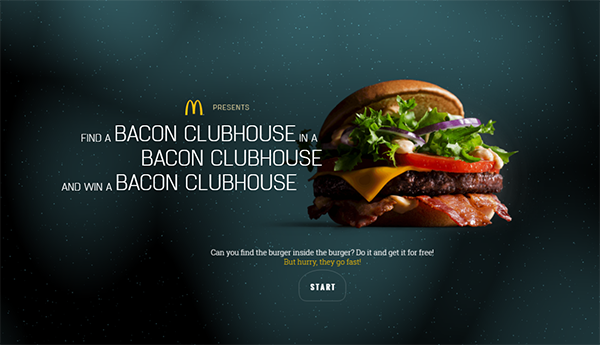 PRESENTS
FIND A BACON CLUBHOUSE IN A
BACON CLUBHOUSE
AND WIN A BACON CLUBHOUSE
Can you find the burger inside the burger? Do it and get it for free!
But hurry, they go fast!
START